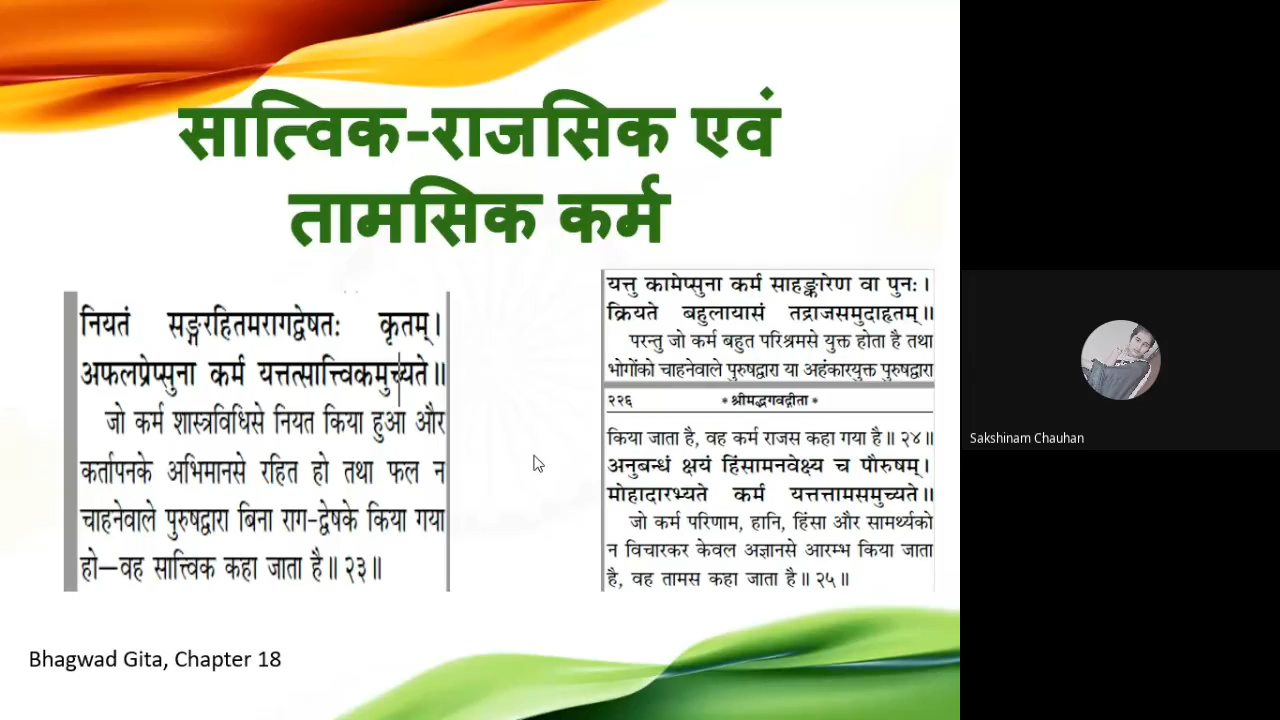 सात्विक-राजसिक एवं
तामसिक कर्म
नियतं सङ्गरहितमरागद्वेषतः कृतम्।
अफलप्रेप्सुना कर्म यत्तत्सात्त्विकमुच्यते॥
जो कर्म शास्त्रविधिसे नियत किया हुआ और
कर्तापनके अभिमानसे रहित हो तथा फल न
चाहनेवाले पुरुषद्वारा बिना राग-द्वेषके किया गया
हो—वह सात्त्विक कहा जाता है॥ २३॥
यत्तु कामेप्सुना कर्म साहङ्कारेण वा पुनः।
क्रियते बहुलायासं तद्राजसमुदाहृतम्॥
परन्तु जो कर्म बहुत परिश्रमसे युक्त होता है तथा
भोगोंको चाहनेवाले पुरुषद्वारा या अहंकारयुक्त पुरुषद्वारा
२२६ * श्रीमद्भगवद्गीता *
किया जाता है, वह कर्म राजस कहा गया है॥ २४॥
अनुबन्धं क्षयं हिंसामनवेक्ष्य च पौरुषम्।
मोहादारभ्यते कर्म यत्तत्तामसमुच्यते॥
जो कर्म परिणाम, हानि, हिंसा और सामर्थ्यको
न विचारकर केवल अज्ञानसे आरम्भ किया जाता
है, वह तामस कहा जाता है॥ २५॥
Bhagwad Gita, Chapter 18
Sakshinam Chauhan